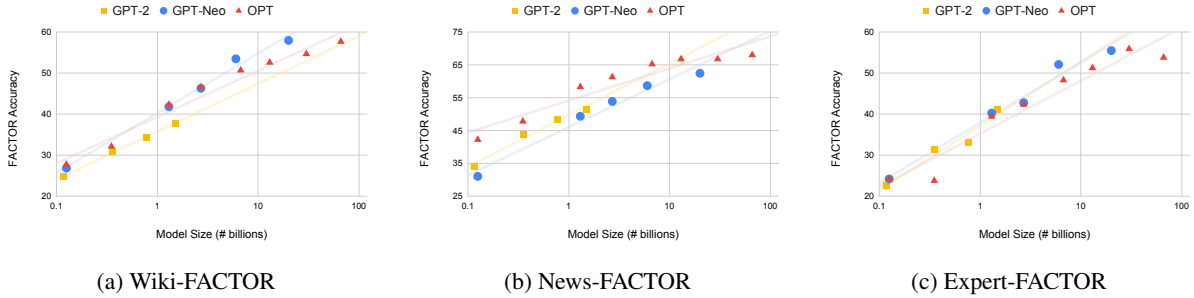 GPT-2 GPT-Neo OPT
FACTOR Accuracy
60
50
40
30
20
0.1 1 10 100
Model Size (# billions)
(a) Wiki-FACTOR
GPT-2 GPT-Neo OPT
FACTOR Accuracy
75
65
55
45
35
25
0.1 1 10 100
Model Size (# billions)
(b) News-FACTOR
GPT-2 GPT-Neo OPT
FACTOR Accuracy
60
50
40
30
20
0.1 1 10 100
Model Size (# billions)
(c) Expert-FACTOR